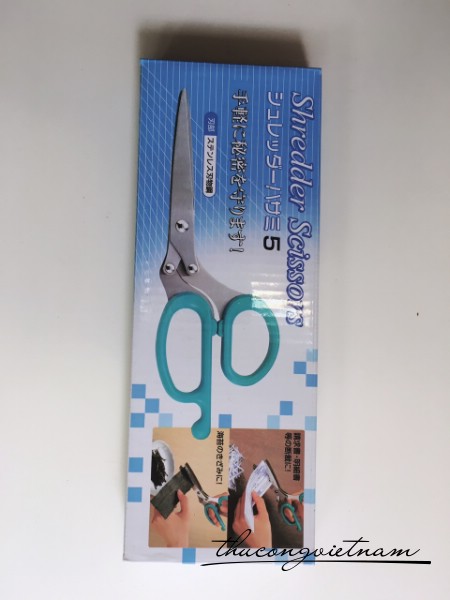 Shredder Scissors
シュレッダーハサミ5
手軽に秘密を守ります!
刃部 ステンレス刃物鋼
請求書・明細書
等の裁断に!
海苔のきざみに!
thucongvietnam